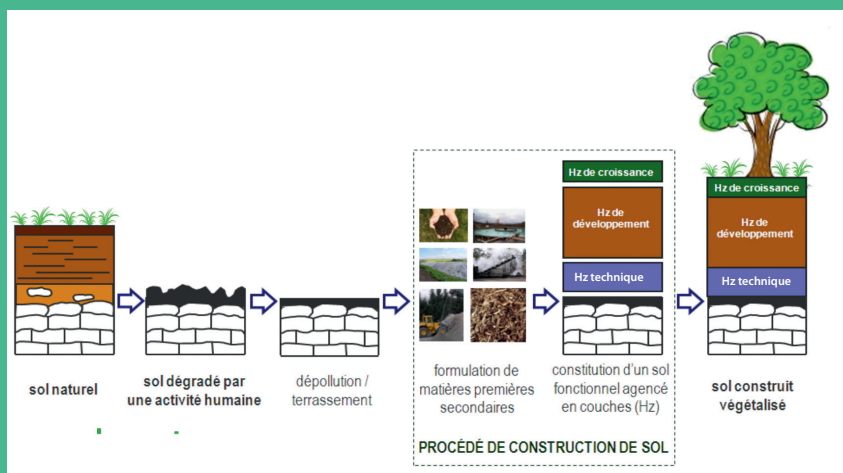 sol naturel
sol dégradé par
une activité humaine
dépollution /
terrassement
formulation de
matières premières
secondaires
Hz de croissance
Hz de
développement
Hz technique
constitution d'un sol
fonctionnel agencé
en couches (Hz)
PROCÉDÉ DE CONSTRUCTION DE SOL
Hz de croissance
Hz de
développement
Hz technique
sol construit
végétalisé